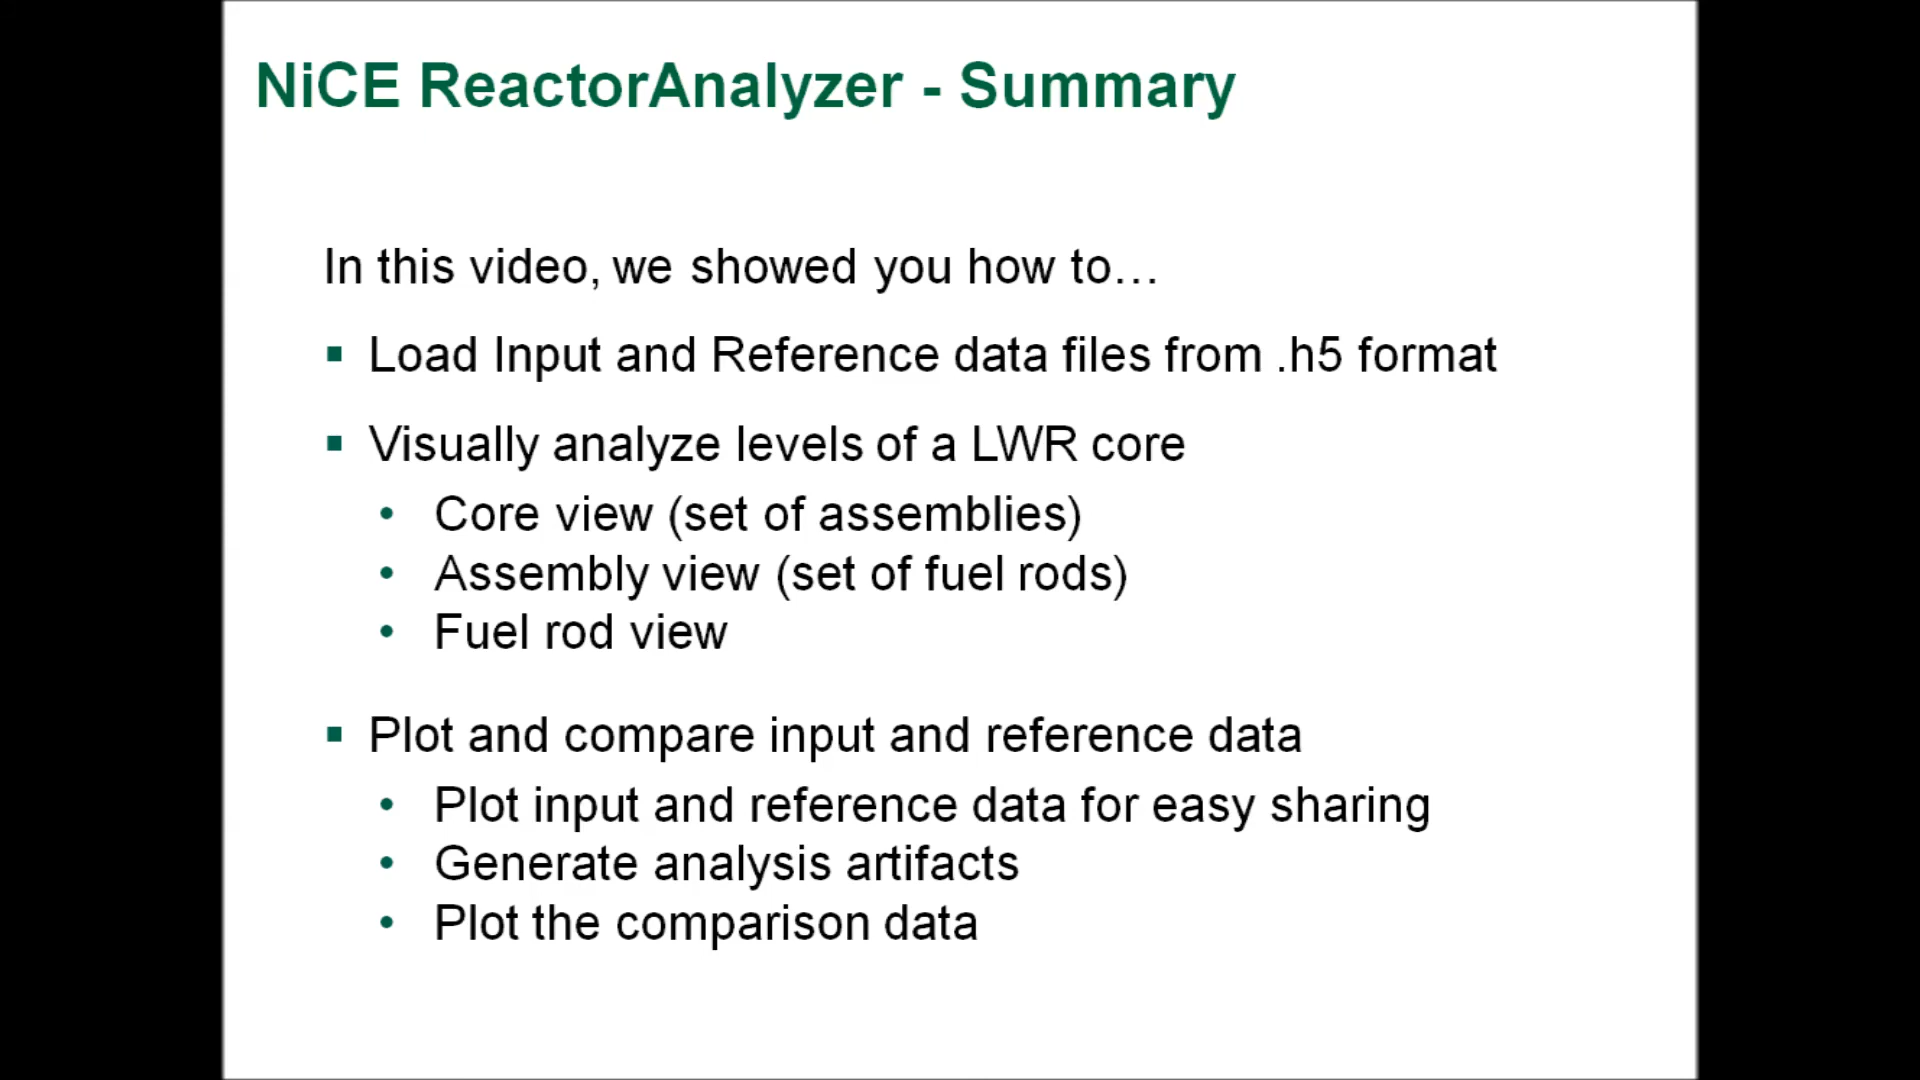 NiCE ReactorAnalyzer - Summary
In this video, we showed you how to…
▪ Load Input and Reference data files from .h5 format
▪ Visually analyze levels of a LWR core
• Core view (set of assemblies)
• Assembly view (set of fuel rods)
• Fuel rod view
▪ Plot and compare input and reference data
• Plot input and reference data for easy sharing
• Generate analysis artifacts
• Plot the comparison data